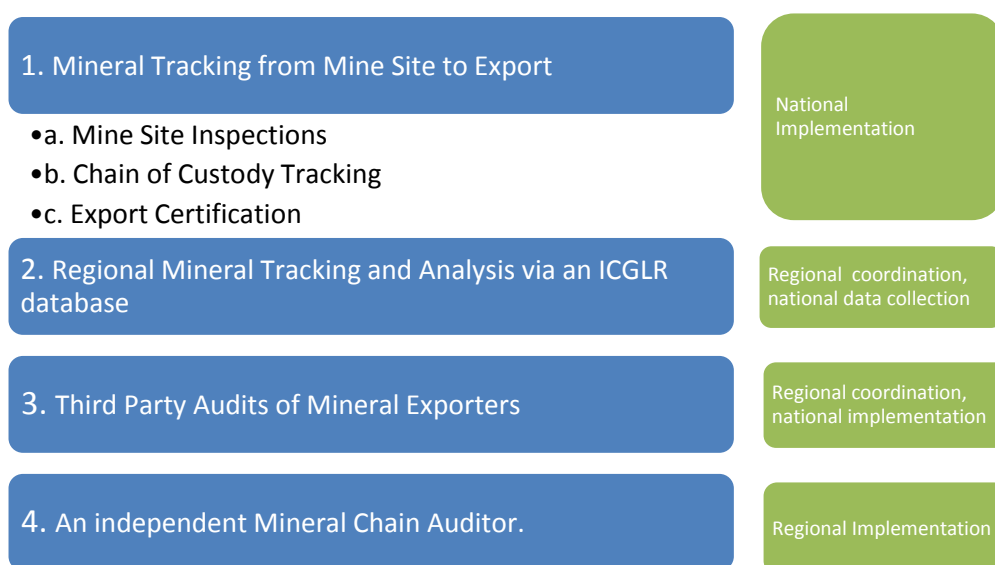 1. Mineral Tracking from Mine Site to Export
National
Implementation
•a. Mine Site Inspections
•b. Chain of Custody Tracking
•c. Export Certification
2. Regional Mineral Tracking and Analysis via an ICGLR
database
Regional coordination,
national data collection
3. Third Party Audits of Mineral Exporters
Regional coordination,
national implementation
4. An independent Mineral Chain Auditor.
Regional Implementation